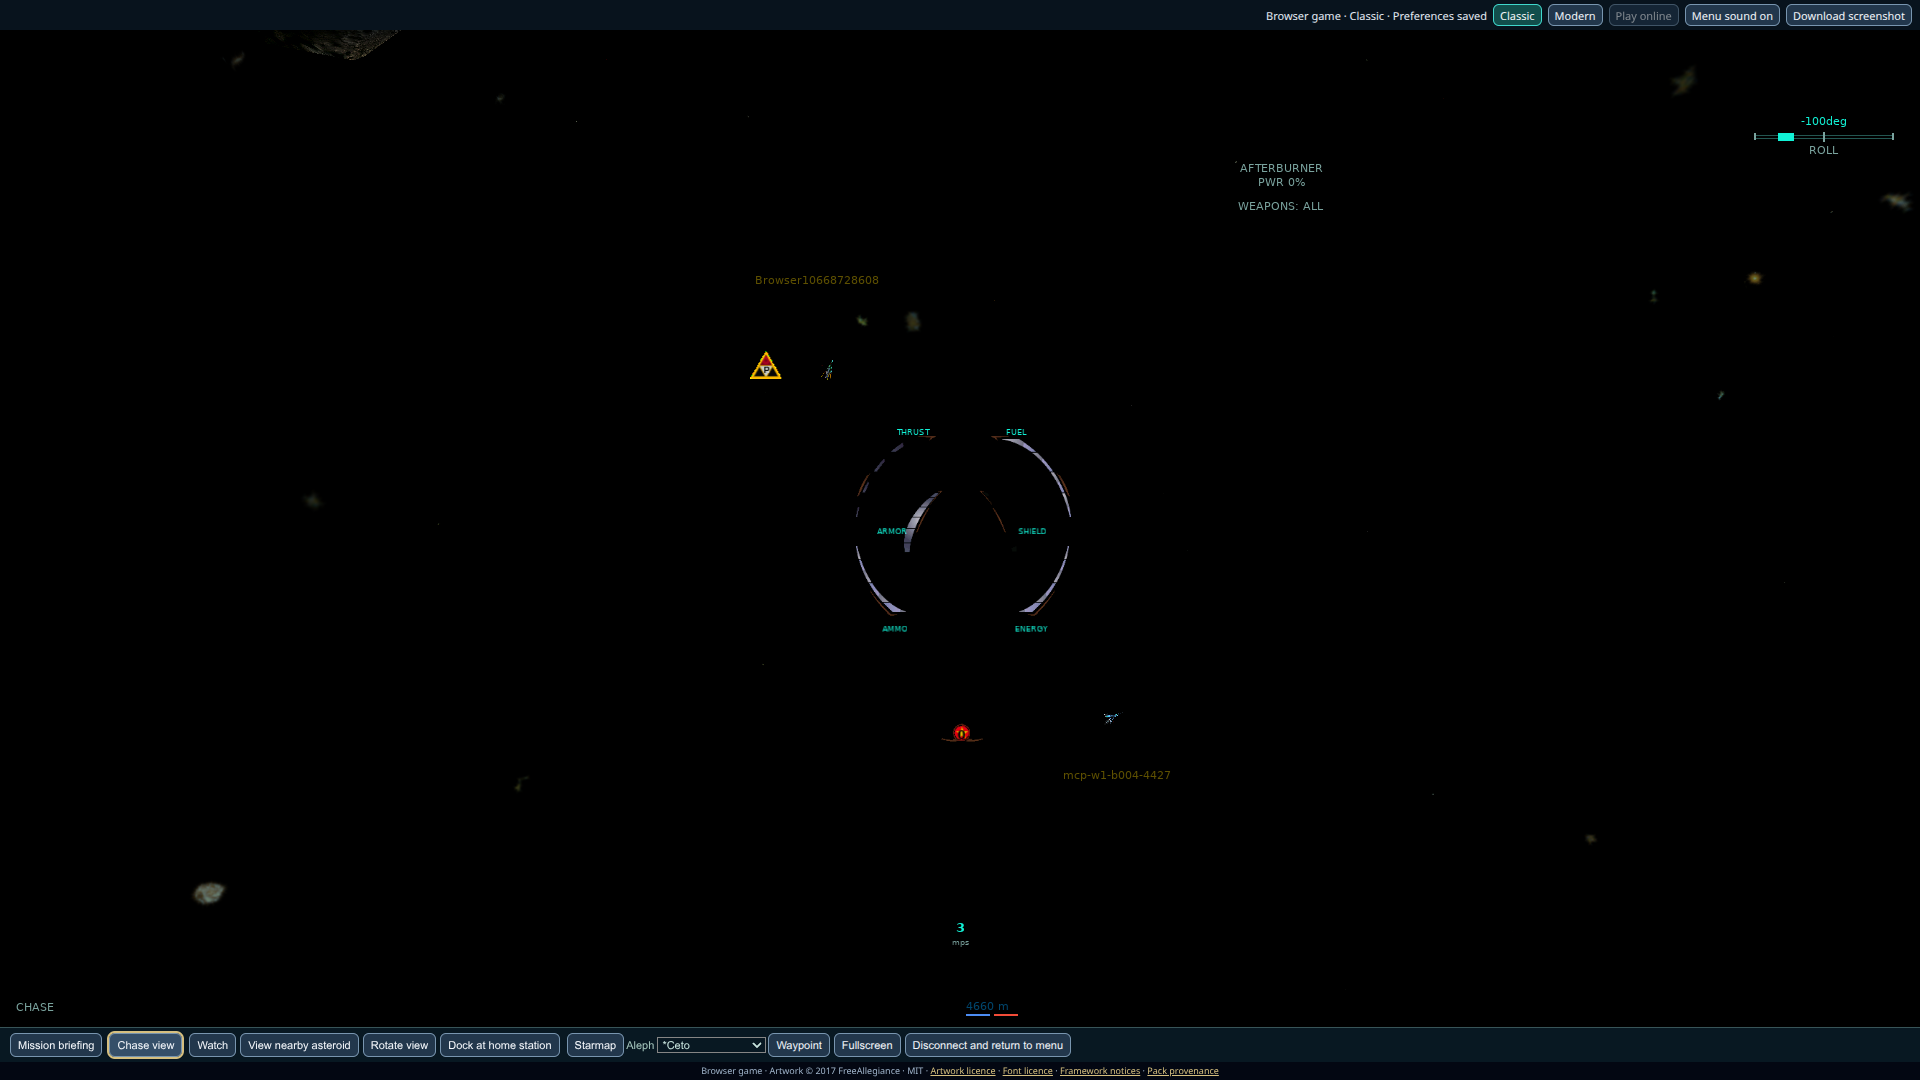 Browser game · Classic · Preferences saved
Classic
Modern
Play online
Menu sound on
Download screenshot
-100deg
ROLL
AFTERBURNER
PWR 0%
WEAPONS: ALL
Browser10668728608
P
THRUST
FUEL
ARMOR
SHIELD
AMMO
ENERGY
mcp-w1-b004-4427
3
mps
CHASE
4660 m
Mission briefing
Chase view
Watch
View nearby asteroid
Rotate view
Dock at home station
Starmap
Aleph
*Ceto
Waypoint
Fullscreen
Disconnect and return to menu
Browser game · Artwork © 2017 FreeAllegiance · MIT · Artwork licence · Font licence · Framework notices · Pack provenance